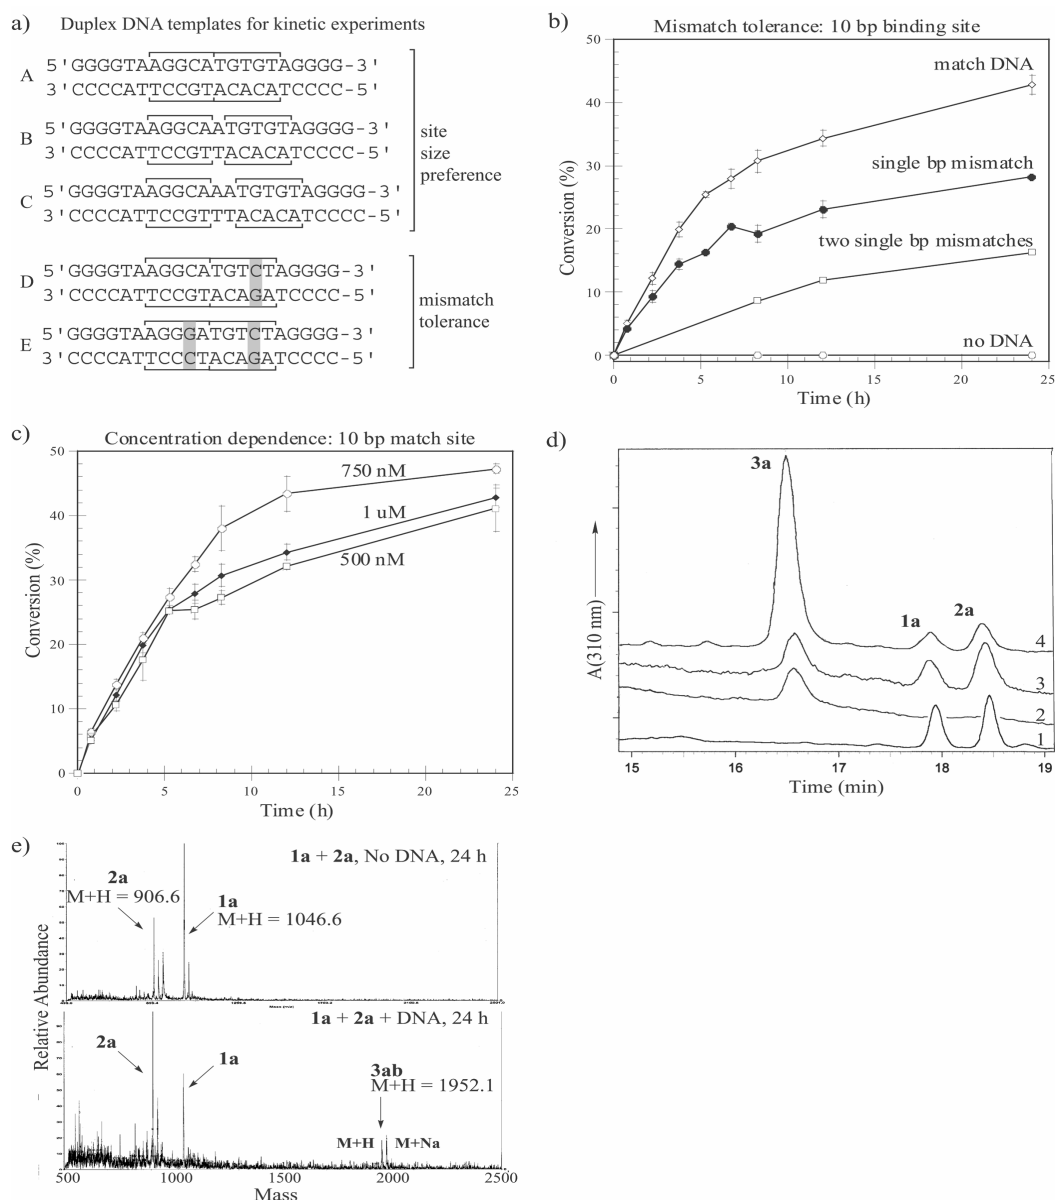 a)
Duplex DNA templates for kinetic experiments
A
5'GGGGTAAGGCATGTGTAGGGG-3'
3'CCCCATTCCGTACACATCCCC-5'
B
5'GGGGTAAGGCAATGTGTAGGGG-3'
3'CCCCATTCCGTTACACATCCCC-5'
C
5'GGGGTAAGGCAAATGTGTAGGGG-3'
3'CCCCATTCCGTTTACACATCCCC-5'
site
size
preference
D
5'GGGGTAAGGCATGTCTAGGGG-3'
3'CCCCATTCCGTACAGATCCCC-5'
E
5'GGGGTAAGGGATGTCTAGGGG-3'
3'CCCCATTCCCTACAGATCCCC-5'
mismatch
tolerance
b)
Mismatch tolerance: 10 bp binding site
match DNA
single bp mismatch
two single bp mismatches
no DNA
Conversion (%)
50
40
30
20
10
0
0
5
10
15
20
25
Time (h)
c)
Concentration dependence: 10 bp match site
750 nM
1 uM
500 nM
Conversion (%)
50
40
30
20
10
0
0
5
10
15
20
25
Time (h)
d)
3a
1a
2a
4
3
2
1
A(310 nm)
15
16
17
18
19
Time (min)
e)
1a + 2a, No DNA, 24 h
2a
M+H = 906.6
1a
M+H = 1046.6
Relative Abundance
1a + 2a + DNA, 24 h
2a
1a
3ab
M+H = 1952.1
M+H
M+Na
500
1000
1500
2000
2500
Mass